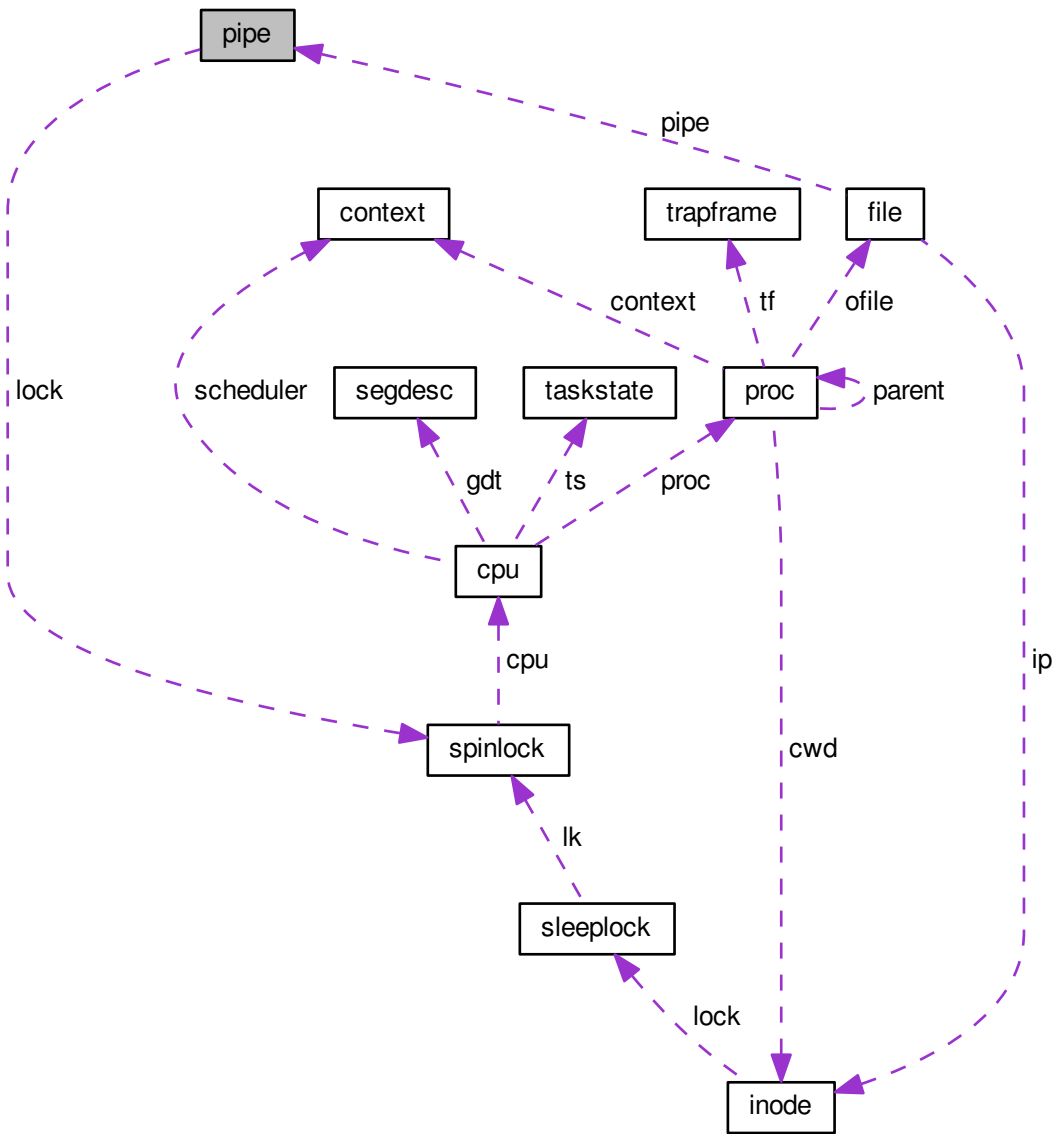 pipe
pipe
context
trapframe
file
context
tf
ofile
lock
scheduler
segdesc
taskstate
proc
parent
gdt
ts
proc
cpu
cpu
ip
spinlock
cwd
lk
sleeplock
lock
inode